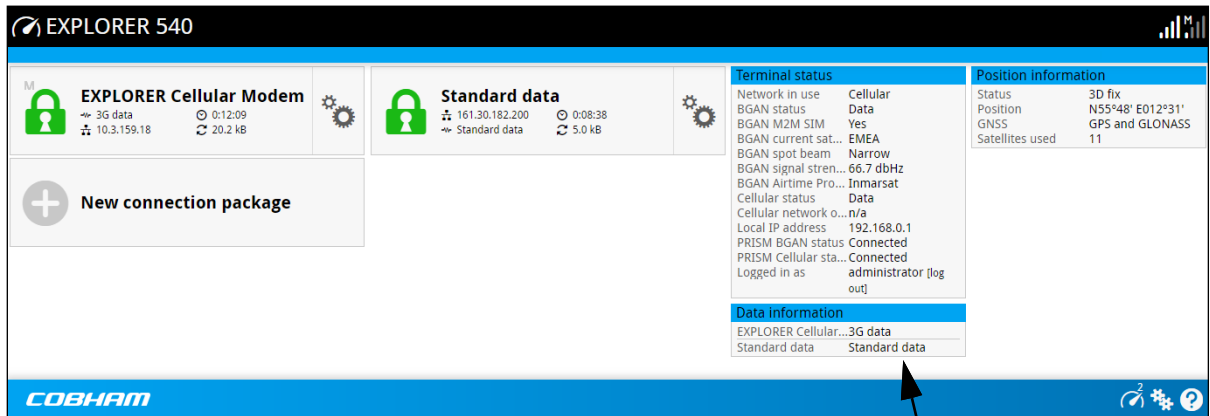 EXPLORER 540
M
M
EXPLORER Cellular Modem
3G data 0:12:09
10.3.159.18 20.2 kB
Standard data
161.30.182.200 0:08:38
Standard data 5.0 kB
New connection package
Terminal status
Network in use Cellular
BGAN status Data
BGAN M2M SIM Yes
BGAN current sat... EMEA
BGAN spot beam Narrow
BGAN signal stren... 66.7 dbHz
BGAN Airtime Pro... Inmarsat
Cellular status Data
Cellular network o... n/a
Local IP address 192.168.0.1
PRISM BGAN status Connected
PRISM Cellular sta... Connected
Logged in as administrator [log
out]
Data information
EXPLORER Cellular... 3G data
Standard data Standard data
Position information
Status 3D fix
Position N55°48' E012°31'
GNSS GPS and GLONASS
Satellites used 11
COBHAM
2
?